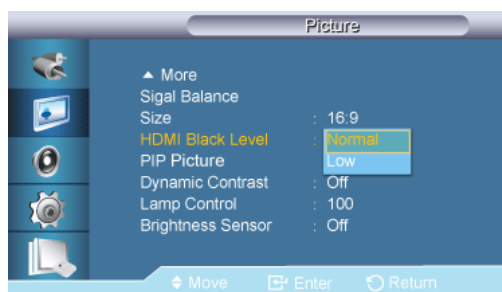 Picture
▲ More
Sigal Balance
Size : 16:9
HDMI Black Level : Normal
PIP Picture Low
Dynamic Contrast : Off
Lamp Control : 100
Brightness Sensor : Off
Move Enter Return